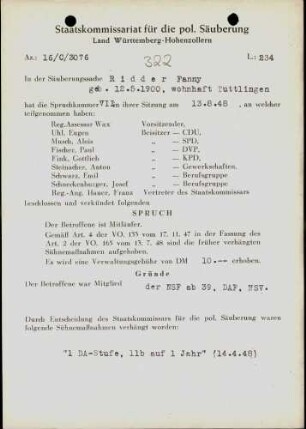 Staatskommissariat für die pol. Säuberung
Land Württemberg-Hohenzollern
Az.: 16/C/3076
322
L: 234
In der Säuberungssache Ridder Fanny
geb. 12.8.1900, wohnhaft Tuttlingen
hat die Spruchkammer VII in ihrer Sitzung am 13.8.48, an welcher
teilgenommen haben:
Reg.Assessor Wax Vorsitzender,
Uhl, Eugen Beisitzer – CDU,
Musch, Alois „ SPD,
Fischer, Paul „ DVP,
Fink, Gottlich „ KPD,
Steimacher, Anton „ Gewerkschaften,
Schwarz, Emil „ Berufsgruppe
Schneckenburger, Josef „ Berufsgruppe
Reg.-Ang. Hauer, Franz Vertreter des Staatskommissars
beschlossen und verkündet folgenden
SPRUCH
Der Betroffene ist Mitläufer.
Gemäß Art. 4 der VO. 133 vom 17. 11. 47 in der Fassung des
Art. 2 der VO. 165 vom 13. 7. 48 sind die früher verhängten
Sühnemaßnahmen aufgehoben.
Es wird eine Verwaltungsgebühr von DM 10.-- erhoben.
Gründe
Der Betroffene war Mitglied
der NSF ab 39, DAF, NSV.
Durch Entscheidung des Staatskommissars für die pol. Säuberung waren
folgende Sühnemaßnahmen verhängt worden:
"1 DA-Stufe, 11b auf 1 Jahr" (14.4.48)